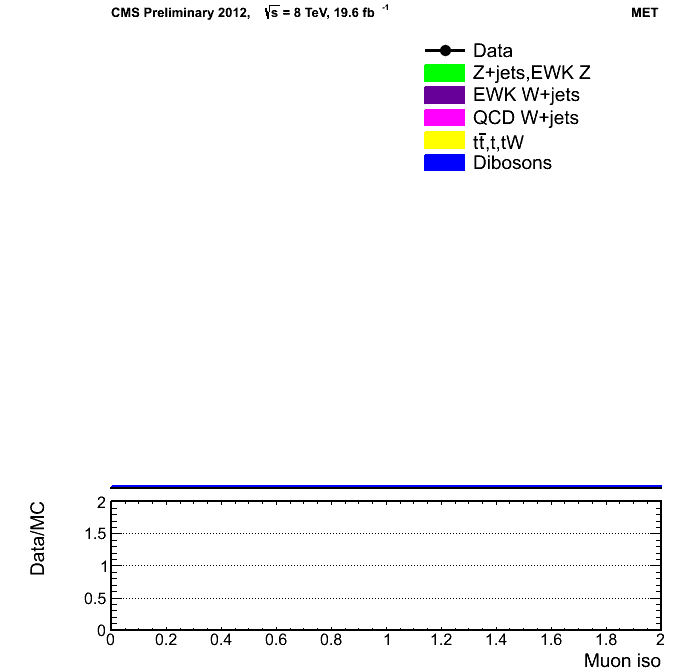 CMS Preliminary 2012, √s = 8 TeV, 19.6 fb⁻¹ MET
Data
Z+jets,EWK Z
EWK W+jets
QCD W+jets
tt̅,t,tW
Dibosons
Data/MC
2
1.5
1
0.5
0
0 0.2 0.4 0.6 0.8 1 1.2 1.4 1.6 1.8 2
Muon iso